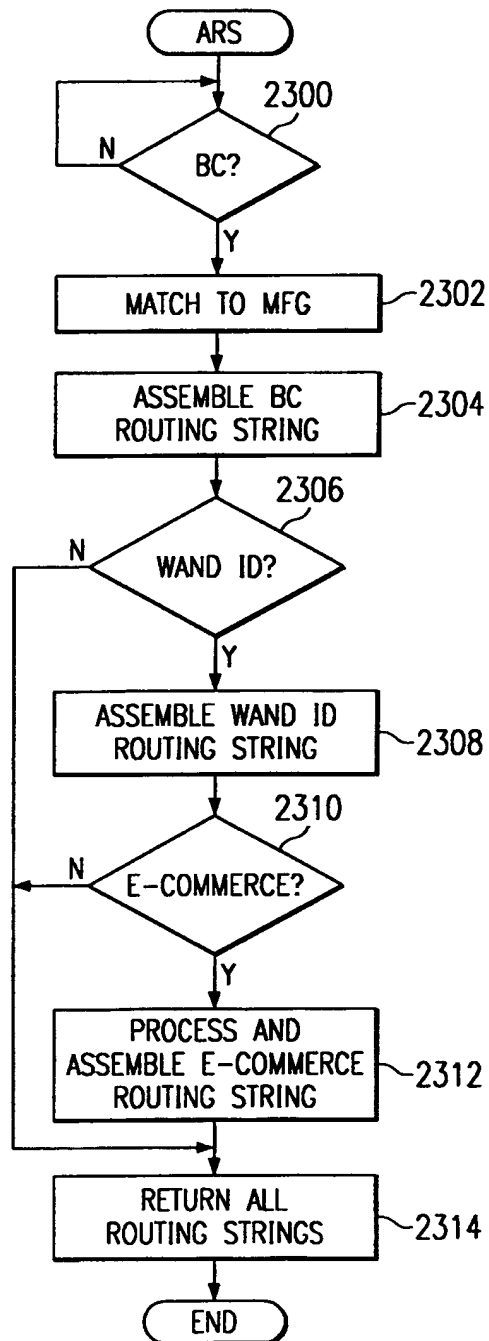 ARS
2300
N
BC?
Y
MATCH TO MFG
2302
ASSEMBLE BC
ROUTING STRING
2304
2306
N
WAND ID?
Y
ASSEMBLE WAND ID
ROUTING STRING
2308
2310
N
E-COMMERCE?
Y
PROCESS AND
ASSEMBLE E-COMMERCE
ROUTING STRING
2312
RETURN ALL
ROUTING STRINGS
2314
END